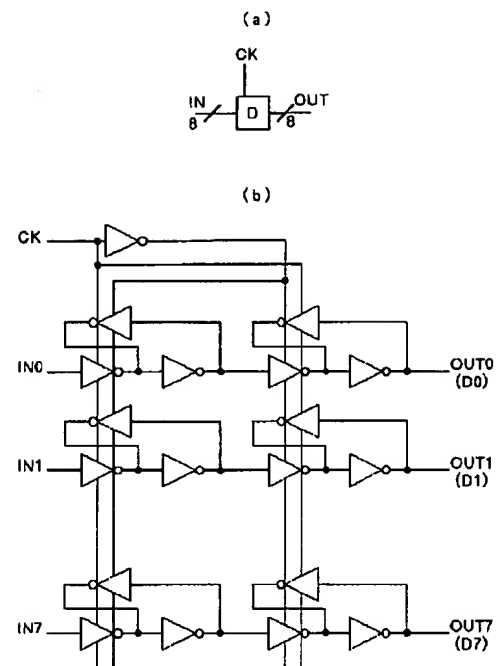 (a)
CK
IN
8
D
OUT
8
(b)
CK
IN0
OUT0
(D0)
IN1
OUT1
(D1)
IN7
OUT7
(D7)